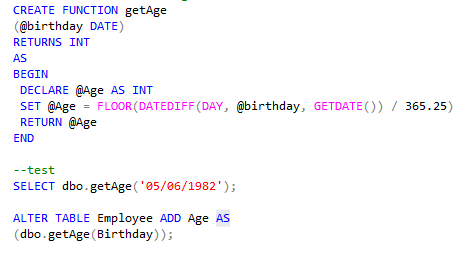 CREATE FUNCTION getAge
(@birthday DATE)
RETURNS INT
AS
BEGIN
DECLARE @Age AS INT
SET @Age = FLOOR(DATEDIFF(DAY, @birthday, GETDATE()) / 365.25)
RETURN @Age
END
--test
SELECT dbo.getAge('05/06/1982');
ALTER TABLE Employee ADD Age AS
(dbo.getAge(Birthday));